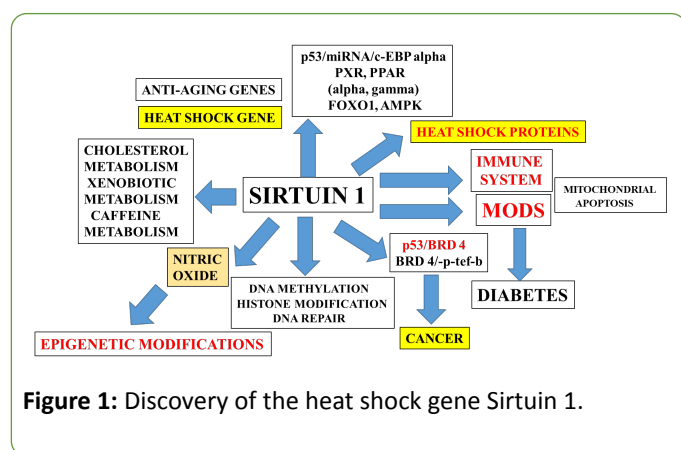 p53/miRNA/c-EBP alpha
PXR, PPAR
(alpha, gamma)
FOXO1, AMPK
ANTI-AGING GENES
HEAT SHOCK GENE
HEAT SHOCK PROTEINS
CHOLESTEROL
METABOLISM
XENOBIOTIC
METABOLISM
CAFFEINE
METABOLISM
SIRTUIN 1
IMMUNE
SYSTEM
MODS
MITOCHONDRIAL
APOPTOSIS
NITRIC
OXIDE
p53/BRD 4
BRD 4/-p-tef-b
DNA METHYLATION
HISTONE MODIFICATION
DNA REPAIR
DIABETES
EPIGENETIC MODIFICATIONS
CANCER
Figure 1: Discovery of the heat shock gene Sirtuin 1.